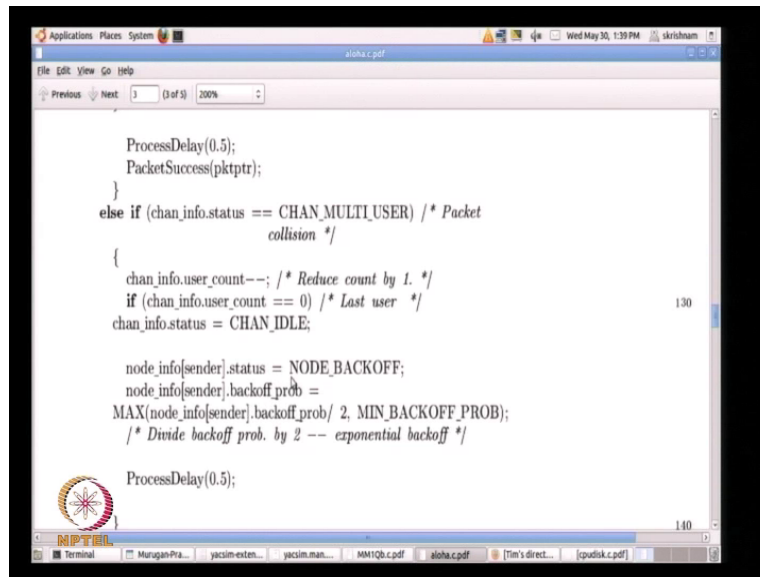 Applications Places System
Wed May 30, 1:39 PM skrishnam
aloha.c.pdf
File Edit View Go Help
Previous Next 3 (3 of 5) 200%
}
ProcessDelay(0.5);
PacketSuccess(pktptr);
}
else if (chan_info.status == CHAN_MULTI_USER) /* Packet
collision */
{
chan_info.user_count--; /* Reduce count by 1. */
if (chan_info.user_count == 0) /* Last user */ 130
chan_info.status = CHAN_IDLE;
node_info[sender].status = NODE_BACKOFF;
node_info[sender].backoff_prob =
MAX(node_info[sender].backoff_prob/ 2, MIN_BACKOFF_PROB);
/* Divide backoff prob. by 2 -- exponential backoff */
ProcessDelay(0.5);
} 140
NPTEL
Terminal Murugan-Pra... yacsim-exten... yacsim.man.... MM1Qb.c.pdf aloha.c.pdf [Tim's direct... [cpudisk.c.pdf]